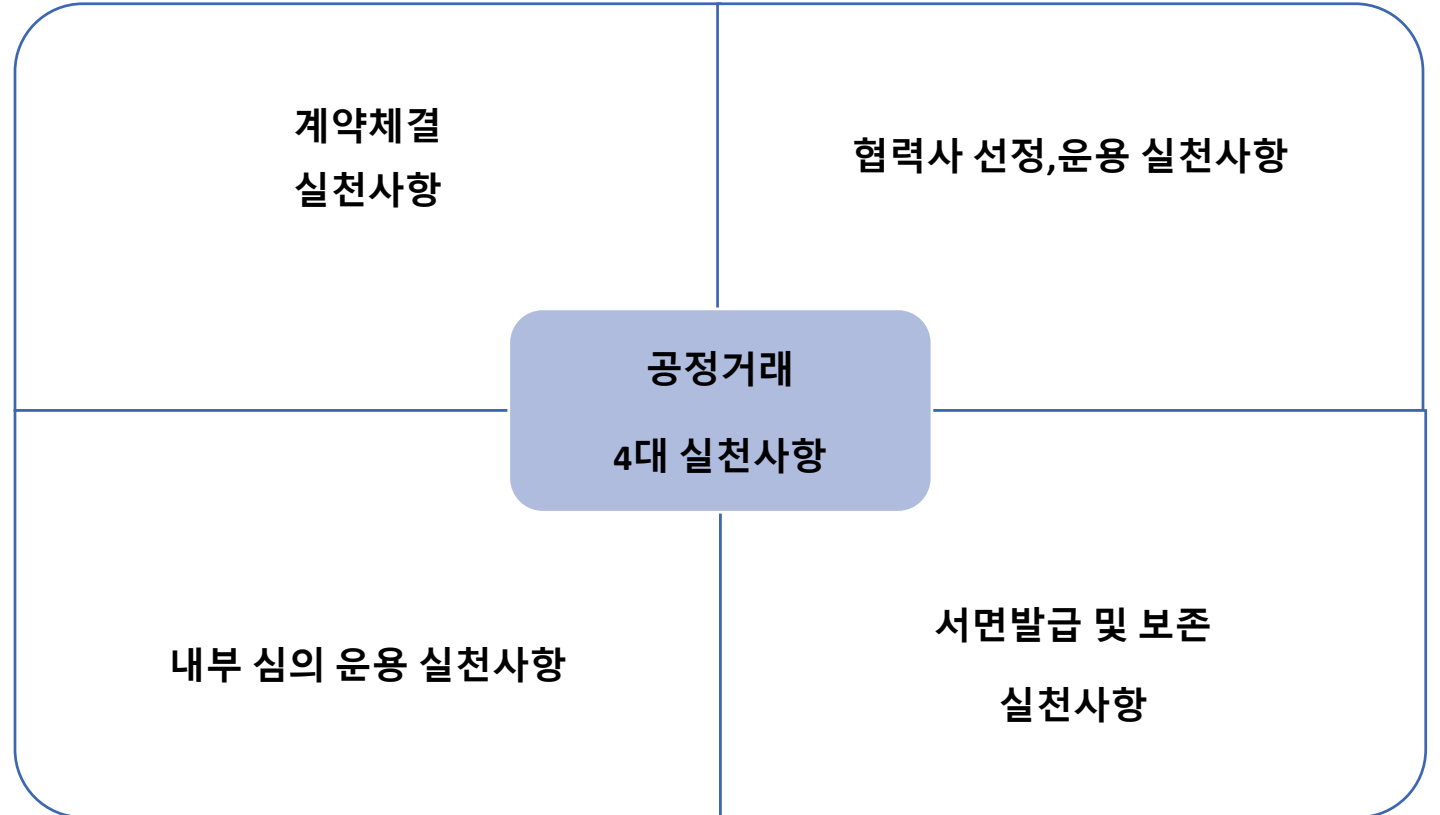 계약체결
실천사항
협력사 선정,운용 실천사항
공정거래
4대 실천사항
내부 심의 운용 실천사항
서면발급 및 보존
실천사항